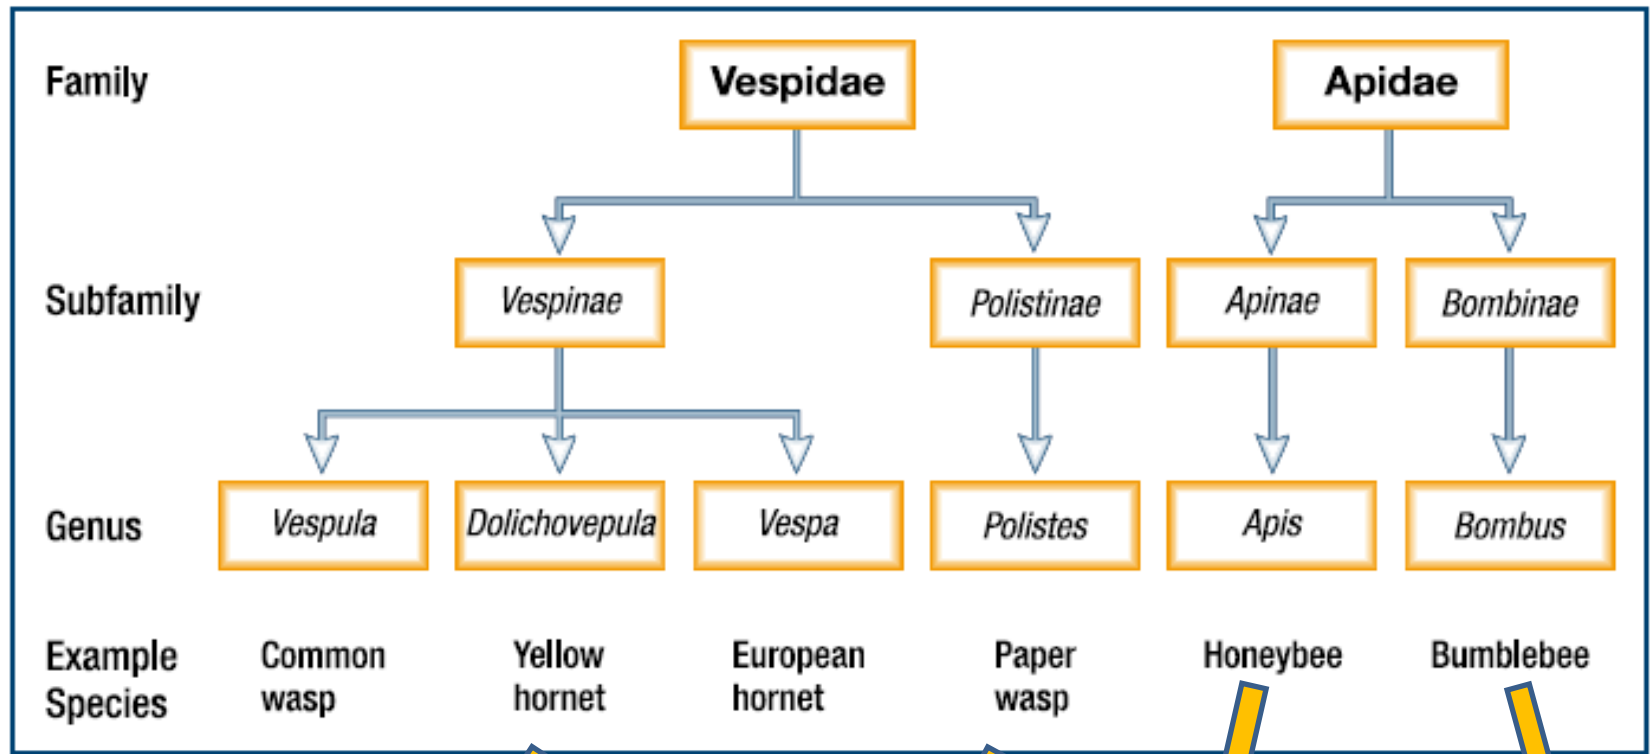 Family
Vespidae
Apidae
Subfamily
Vespinae
Polistinae
Apinae
Bombinae
Genus
Vespula
Dolichovepula
Vespa
Polistes
Apis
Bombus
Example
Species
Common
wasp
Yellow
hornet
European
hornet
Paper
wasp
Honeybee
Bumblebee